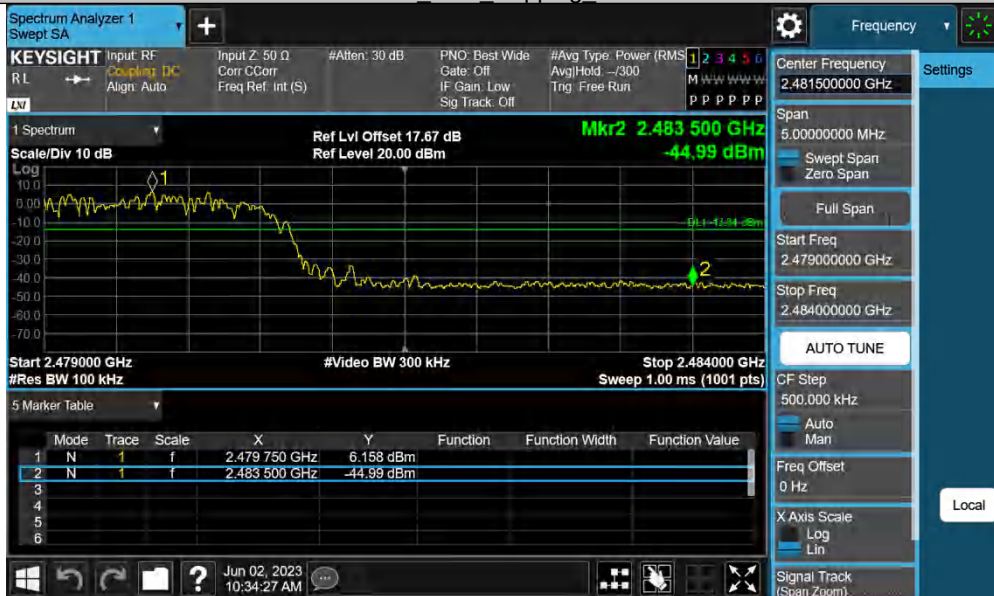 Spectrum Analyzer 1
Swept SA
+
Frequency
KEYSIGHT
RL
LXI
Input: RF
Coupling: DC
Align: Auto
Input Z: 50 Ω
Corr CCorr
Freq Ref: Int (S)
#Atten: 30 dB
PNO: Best Wide
Gate: Off
IF Gain: Low
Sig Track: Off
#Avg Type: Power (RMS
Avg|Hold: --/300
Trig: Free Run
1 2 3 4 5 6
M W W W W W
P P P P P P
1 Spectrum
Scale/Div 10 dB
Ref Lvl Offset 17.67 dB
Ref Level 20.00 dBm
Mkr2 2.483 500 GHz
-44.99 dBm
Log
10.0
0.00
-10.0
-20.0
-30.0
-40.0
-50.0
-60.0
-70.0
1
2
Start 2.479000 GHz
#Video BW 300 kHz
Stop 2.484000 GHz
#Res BW 100 kHz
Sweep 1.00 ms (1001 pts)
5 Marker Table
Mode Trace Scale X Y Function Function Width Function Value
1 N 1 f 2.479 750 GHz 6.158 dBm
2 N 1 f 2.483 500 GHz -44.99 dBm
3
4
5
6
?
Jun 02, 2023
10:34:27 AM
Center Frequency
2.481500000 GHz
Settings
Span
5.00000000 MHz
Swept Span
Zero Span
Full Span
Start Freq
2.479000000 GHz
Stop Freq
2.484000000 GHz
AUTO TUNE
CF Step
500.000 kHz
Auto
Man
Freq Offset
0 Hz
X Axis Scale
Log
Lin
Signal Track
(Span Zoom)
Local